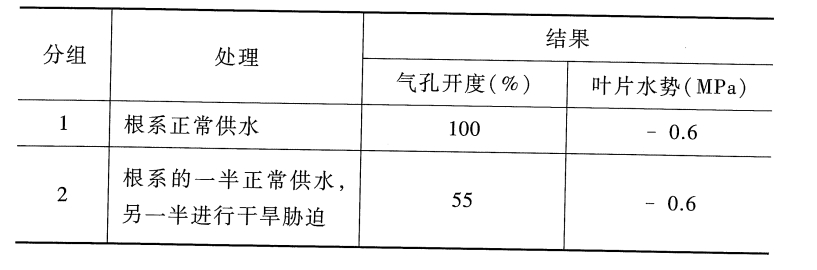 分组 处理 结果
气孔开度(%) 叶片水势(MPa)
1 根系正常供水 100 - 0.6
2 根系的一半正常供水，
另一半进行干旱胁迫 55 - 0.6